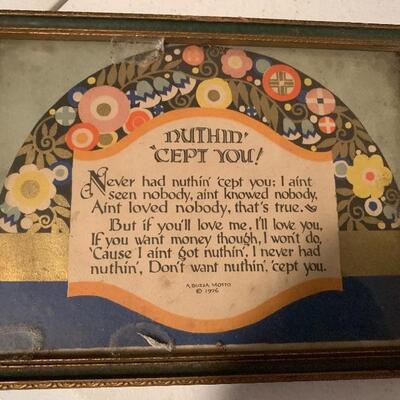 NUTHIN'
'CEPT YOU!
Never had nuthin' 'cept you; I aint
seen nobody, aint knowed nobody,
Aint loved nobody, that's true.
But if you'll love me, I'll love you,
If you want money though, I won't do,
'Cause I aint got nuthin'. I never had
nuthin', Don't want nuthin', 'cept you.
A BUZZA MOTTO
© 1926